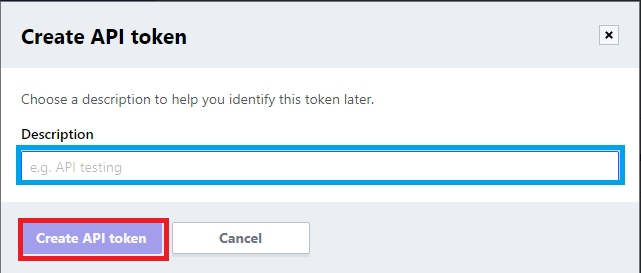 Create API token
Choose a description to help you identify this token later.
Description
e.g. API testing
Create API token Cancel